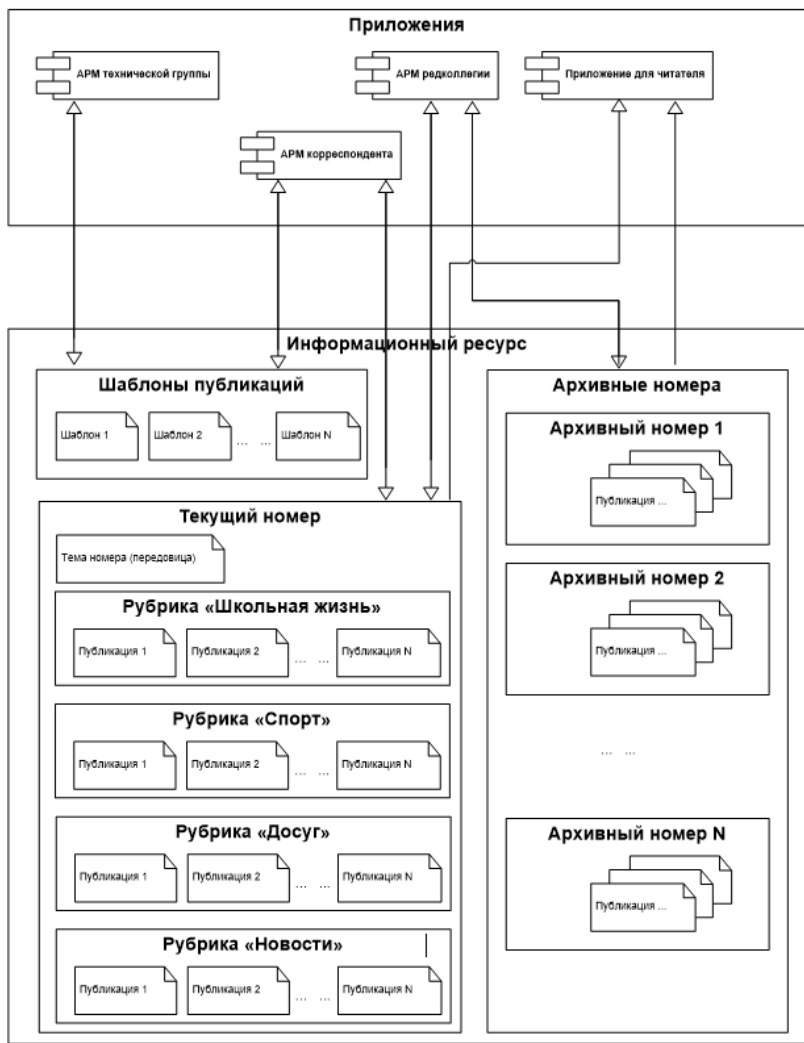 Приложения
АРМ технической группы
АРМ редколлегии
Приложение для читателя
АРМ корреспондента
Информационный ресурс
Шаблоны публикаций
Шаблон 1
Шаблон 2
... ...
Шаблон N
Текущий номер
Тема номера (передовица)
Рубрика «Школьная жизнь»
Публикация 1
Публикация 2
... ...
Публикация N
Рубрика «Спорт»
Публикация 1
Публикация 2
... ...
Публикация N
Рубрика «Досуг»
Публикация 1
Публикация 2
... ...
Публикация N
Рубрика «Новости»
Публикация 1
Публикация 2
... ...
Публикация N
Архивные номера
Архивный номер 1
Публикация ...
Архивный номер 2
Публикация ...
... ...
Архивный номер N
Публикация ...